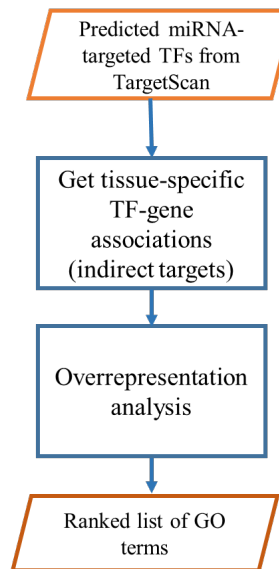 Predicted miRNA-
targeted TFs from
TargetScan
Get tissue-specific
TF-gene
associations
(indirect targets)
Overrepresentation
analysis
Ranked list of GO
terms